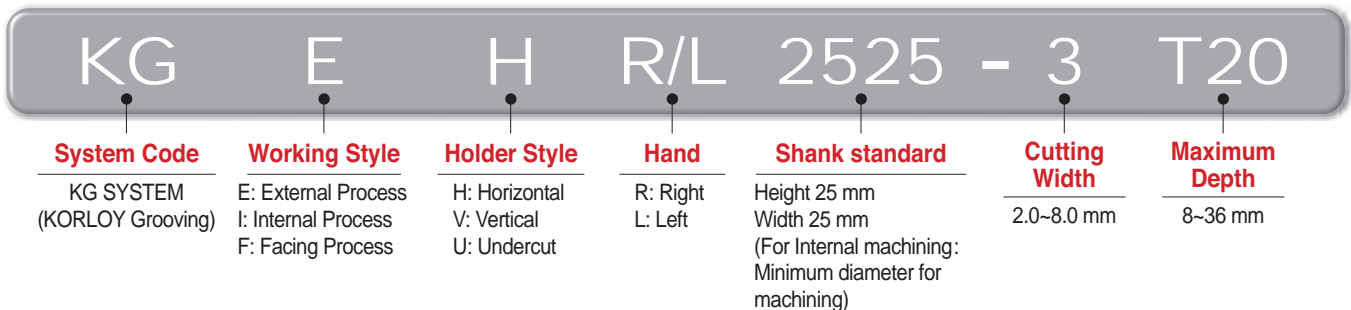 KG E H R/L 2525 - 3 T20
System Code
KG SYSTEM
(KORLOY Grooving)
Working Style
E: External Process
I: Internal Process
F: Facing Process
Holder Style
H: Horizontal
V: Vertical
U: Undercut
Hand
R: Right
L: Left
Shank standard
Height 25 mm
Width 25 mm
(For Internal machining:
Minimum diameter for
machining)
Cutting
Width
2.0~8.0 mm
Maximum
Depth
8~36 mm